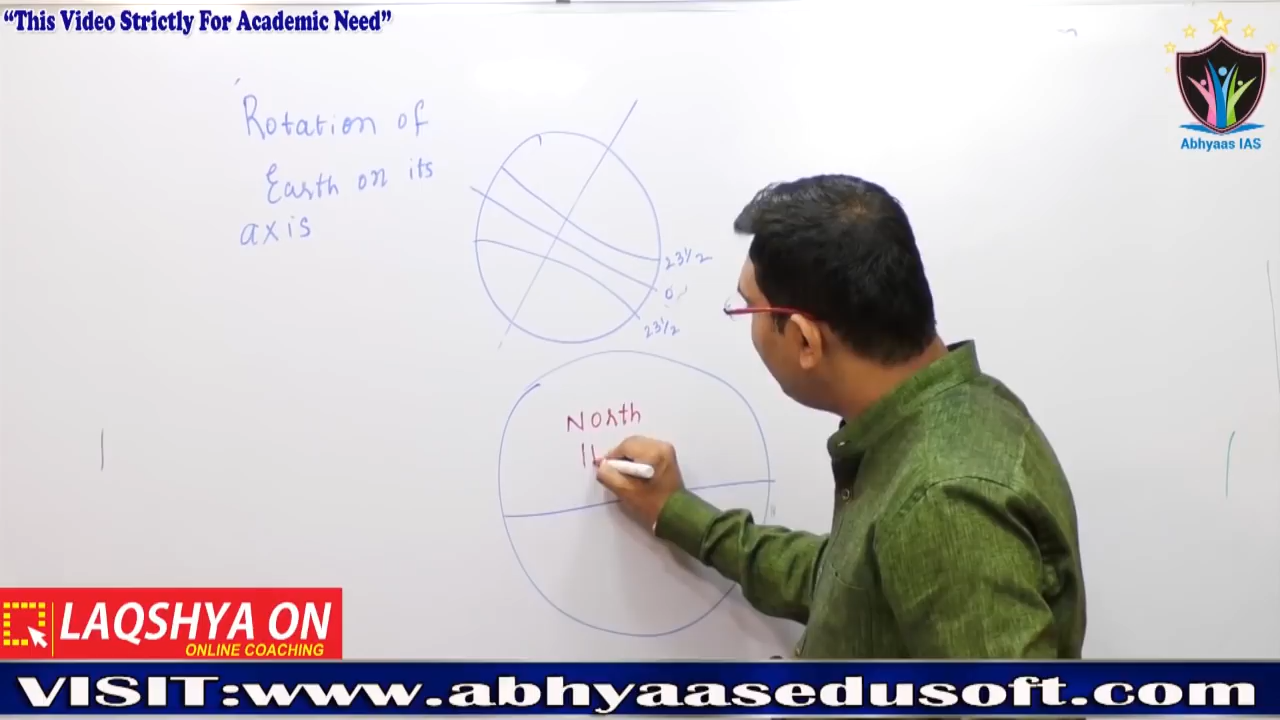 “This Video Strictly For Academic Need”
Abhyaas IAS
Rotation of
Earth on its
axis
23½
0
23½
North
H
LAQSHYA ON
ONLINE COACHING
VISIT:www.abhyaasedusoft.com